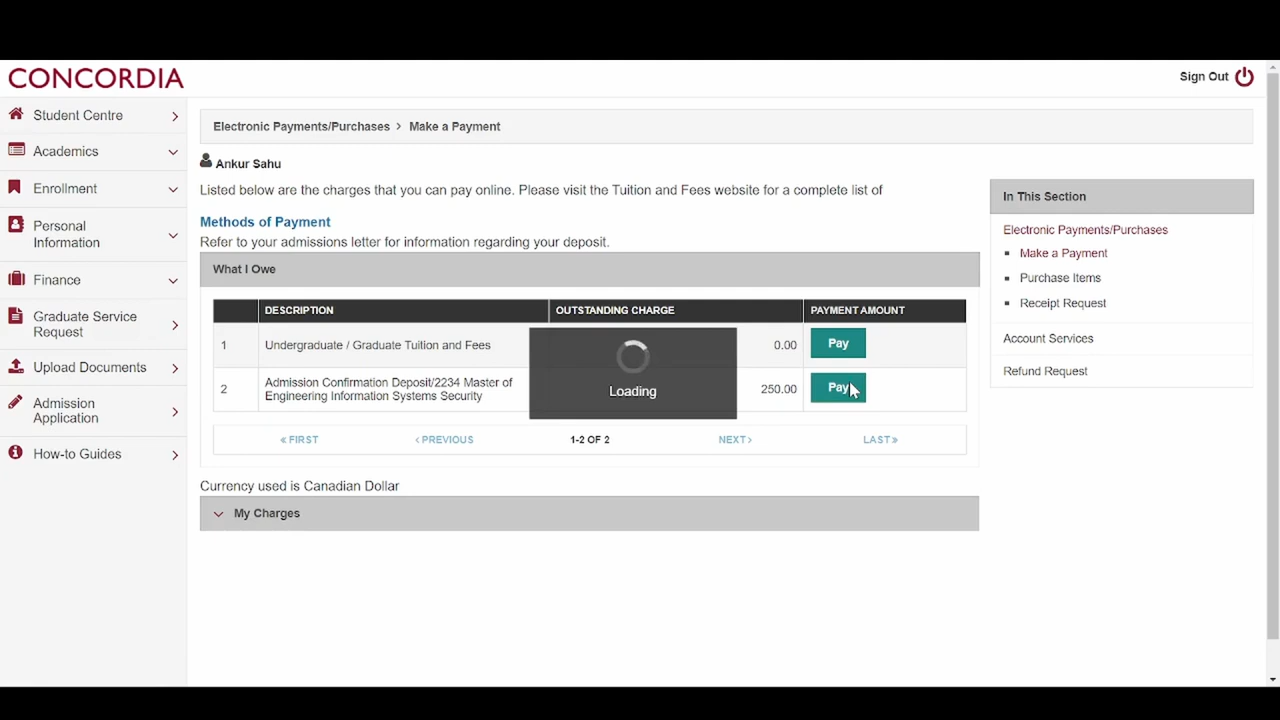 CONCORDIA
Sign Out
Student Centre
Academics
Enrollment
Personal
Information
Finance
Graduate Service
Request
Upload Documents
Admission
Application
How-to Guides
Electronic Payments/Purchases > Make a Payment
Ankur Sahu
Listed below are the charges that you can pay online. Please visit the Tuition and Fees website for a complete list of
Methods of Payment
Refer to your admissions letter for information regarding your deposit.
What I Owe
DESCRIPTION OUTSTANDING CHARGE PAYMENT AMOUNT
1 Undergraduate / Graduate Tuition and Fees 0.00 Pay
2 Admission Confirmation Deposit/2234 Master of
Engineering Information Systems Security 250.00 Pay
Loading
« FIRST ‹ PREVIOUS 1-2 OF 2 NEXT › LAST »
Currency used is Canadian Dollar
My Charges
In This Section
Electronic Payments/Purchases
Make a Payment
Purchase Items
Receipt Request
Account Services
Refund Request